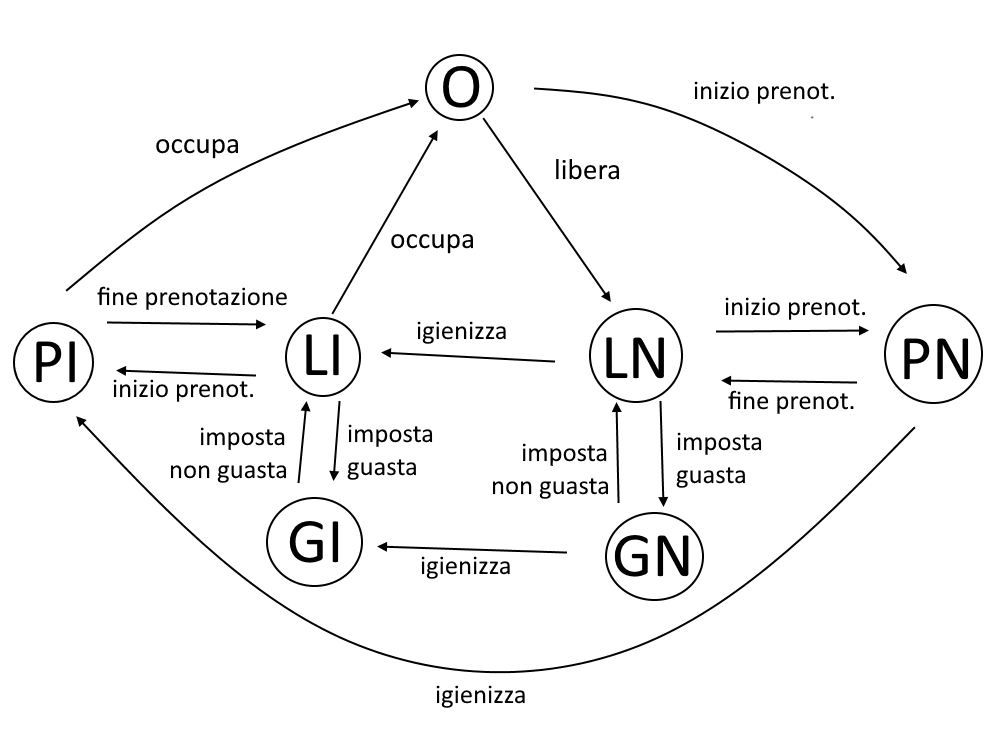 O
inizio prenot.
occupa
libera
occupa
fine prenotazione
inizio prenot.
igienizza
PI
LI
LN
PN
inizio prenot.
fine prenot.
imposta
non guasta
imposta
guasta
imposta
non guasta
imposta
guasta
GI
GN
igienizza
igienizza